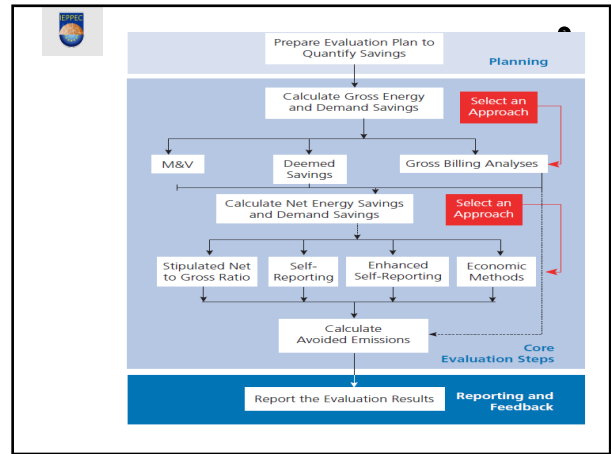 IEPPEC
Prepare Evaluation Plan to
Quantify Savings
Planning
Calculate Gross Energy
and Demand Savings
Select an
Approach
M&V
Deemed
Savings
Gross Billing Analyses
Calculate Net Energy Savings
and Demand Savings
Select an
Approach
Stipulated Net
to Gross Ratio
Self-
Reporting
Enhanced
Self-Reporting
Economic
Methods
Calculate
Avoided Emissions
Core
Evaluation Steps
Report the Evaluation Results
Reporting and
Feedback